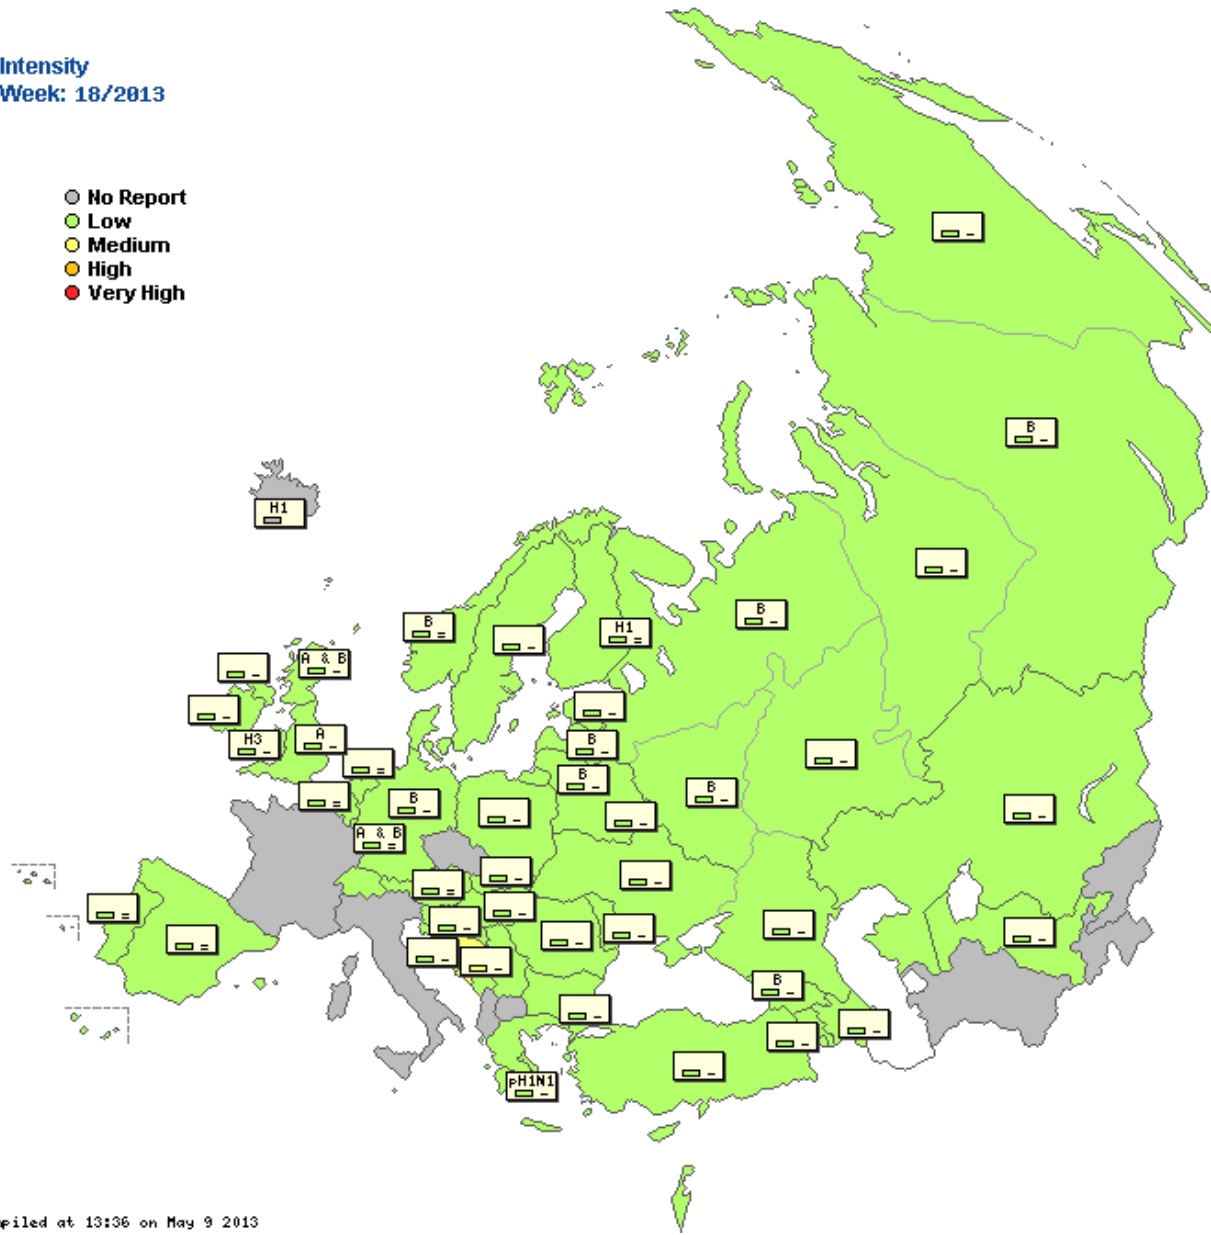 Intensity
Week: 18/2013
No Report
Low
Medium
High
Very High
B
H1
B
B
H1
A & B
H3
A
B
B
B
B
A & B
B
pH1N1
piled at 13:36 on May 9 2013